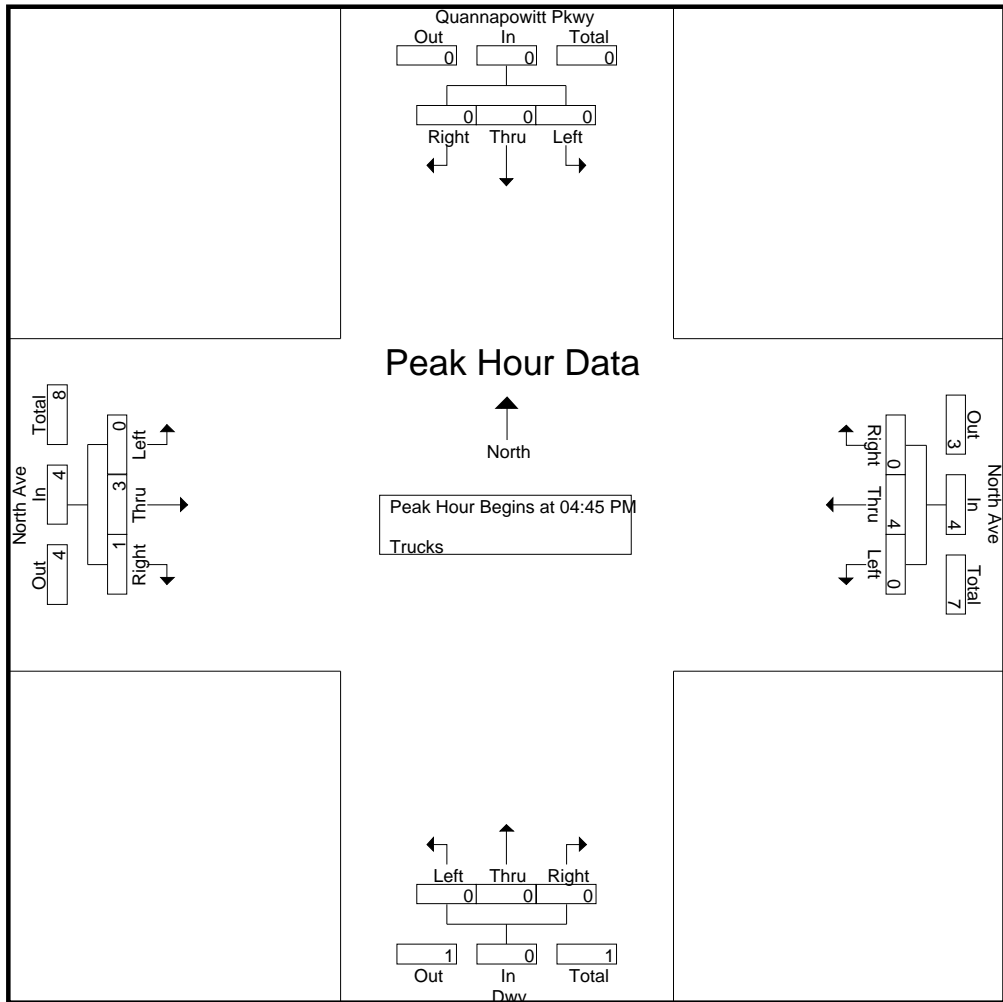 Quannapowitt Pkwy
Out In Total
0 0 0
0 0 0
Right Thru Left
Peak Hour Data
North
Peak Hour Begins at 04:45 PM
Trucks
North Ave
Out In Total
4 4 8
0 3 1
Left Thru Right
North Ave
Out In Total
3 4 7
0 4 0
Right Thru Left
Left Thru Right
0 0 0
1 0 1
Out In Total
Dwy